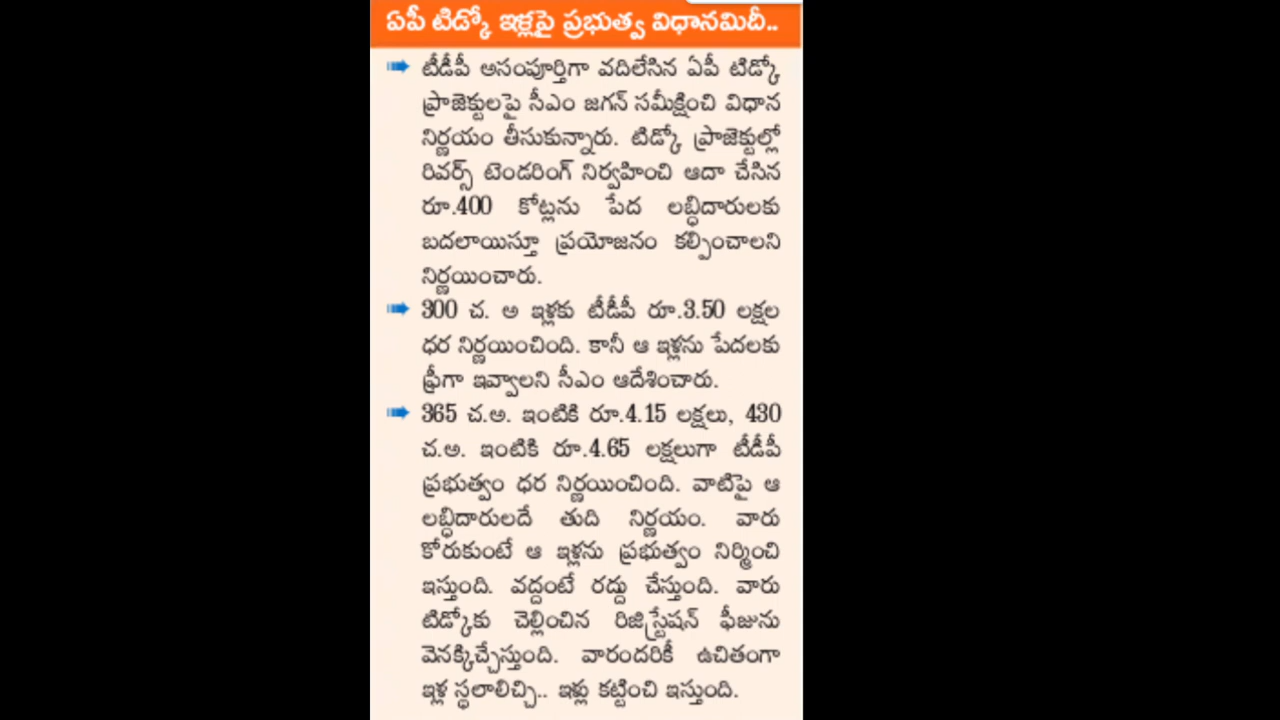 ఏపీ టిడ్కో ఇళ్లపై ప్రభుత్వ విధానమిదీ..
టీడీపీ అసంపూర్తిగా వదిలేసిన ఏపీ టిడ్కో
ప్రాజెక్టులపై సీఎం జగన్ సమీక్షించి విధాన
నిర్ణయం తీసుకున్నారు. టిడ్కో ప్రాజెక్టుల్లో
రివర్స్ టెండరింగ్ నిర్వహించి ఆదా చేసిన
రూ.400 కోట్లను పేద లబ్ధిదారులకు
బదలాయిస్తూ ప్రయోజనం కల్పించాలని
నిర్ణయించారు.
300 చ. అ ఇళ్లకు టీడీపీ రూ.3.50 లక్షల
ధర నిర్ణయించింది. కానీ ఆ ఇళ్లను పేదలకు
ఫ్రీగా ఇవ్వాలని సీఎం ఆదేశించారు.
365 చ.అ. ఇంటికి రూ.4.15 లక్షలు, 430
చ.అ. ఇంటికి రూ.4.65 లక్షలుగా టీడీపీ
ప్రభుత్వం ధర నిర్ణయించింది. వాటిపై ఆ
లబ్ధిదారులదే తుది నిర్ణయం. వారు
కోరుకుంటే ఆ ఇళ్లను ప్రభుత్వం నిర్మించి
ఇస్తుంది. వద్దంటే రద్దు చేస్తుంది. వారు
టిడ్కోకు చెల్లించిన రిజిస్ట్రేషన్ ఫీజును
వెనక్కిచ్చేస్తుంది. వారందరికీ ఉచితంగా
ఇళ్ల స్థలాలిచ్చి.. ఇళ్లు కట్టించి ఇస్తుంది.